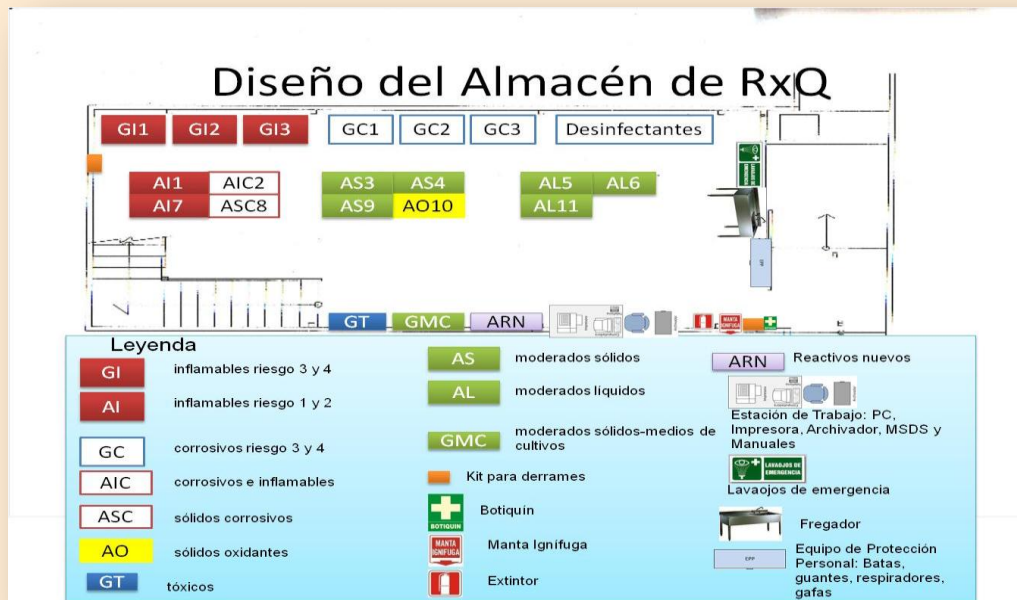 Diseño del Almacén de RxQ
GI1 GI2 GI3 GC1 GC2 GC3 Desinfectantes
AI1 AIC2 AS3 AS4 AL5 AL6
AI7 ASC8 AS9 AO10 AL11
EPP
GT GMC ARN MANTA IGNIFUGA
Leyenda
GI inflamables riesgo 3 y 4
AI inflamables riesgo 1 y 2
GC corrosivos riesgo 3 y 4
AIC corrosivos e inflamables
ASC sólidos corrosivos
AO sólidos oxidantes
GT tóxicos
AS moderados sólidos
AL moderados liquidos
GMC moderados sólidos-medios de
cultivos
Kit para derrames
BOTIQUIN Botiquín
MANTA
IGNIFUGA Manta Ignífuga
Extintor
ARN Reactivos nuevos
Estación de Trabajo: PC,
Impresora, Archivador, MSDS y
Manuales
LAVAOJOS DE
EMERGENCIA
Lavaojos de emergencia
Fregador
EPP Equipo de Protección
Personal: Batas,
guantes, respiradores,
gafas